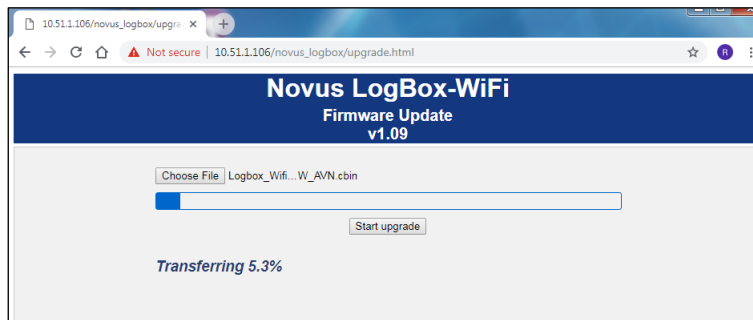 10.51.1.106/novus_logbox/upgra
Not secure | 10.51.1.106/novus_logbox/upgrade.html
R
Novus LogBox-WiFi
Firmware Update
v1.09
Choose File Logbox_Wifi...W_AVN.cbin
Start upgrade
Transferring 5.3%